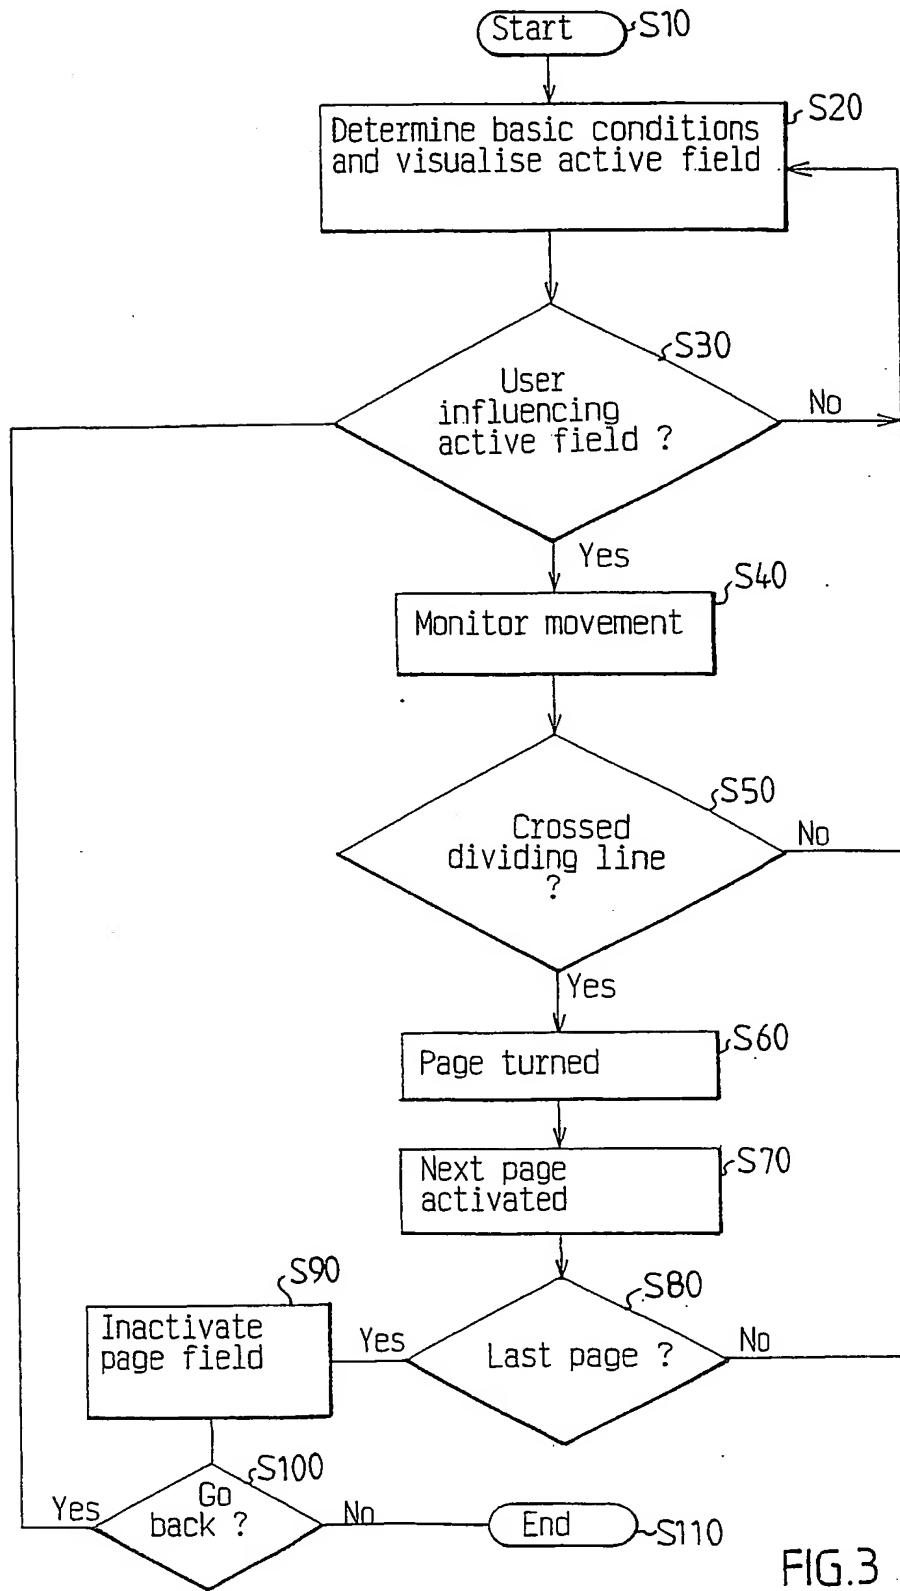 Start
S10
S20
Determine basic conditions
and visualise active field
S30
User
influencing
active field ?
No
Yes
S40
Monitor movement
S50
Crossed
dividing line
?
No
Yes
S60
Page turned
S70
Next page
activated
S90
S80
Inactivate
page field
Yes
Last page ?
No
S100
Go
back ?
Yes
No
End
S110
FIG.3